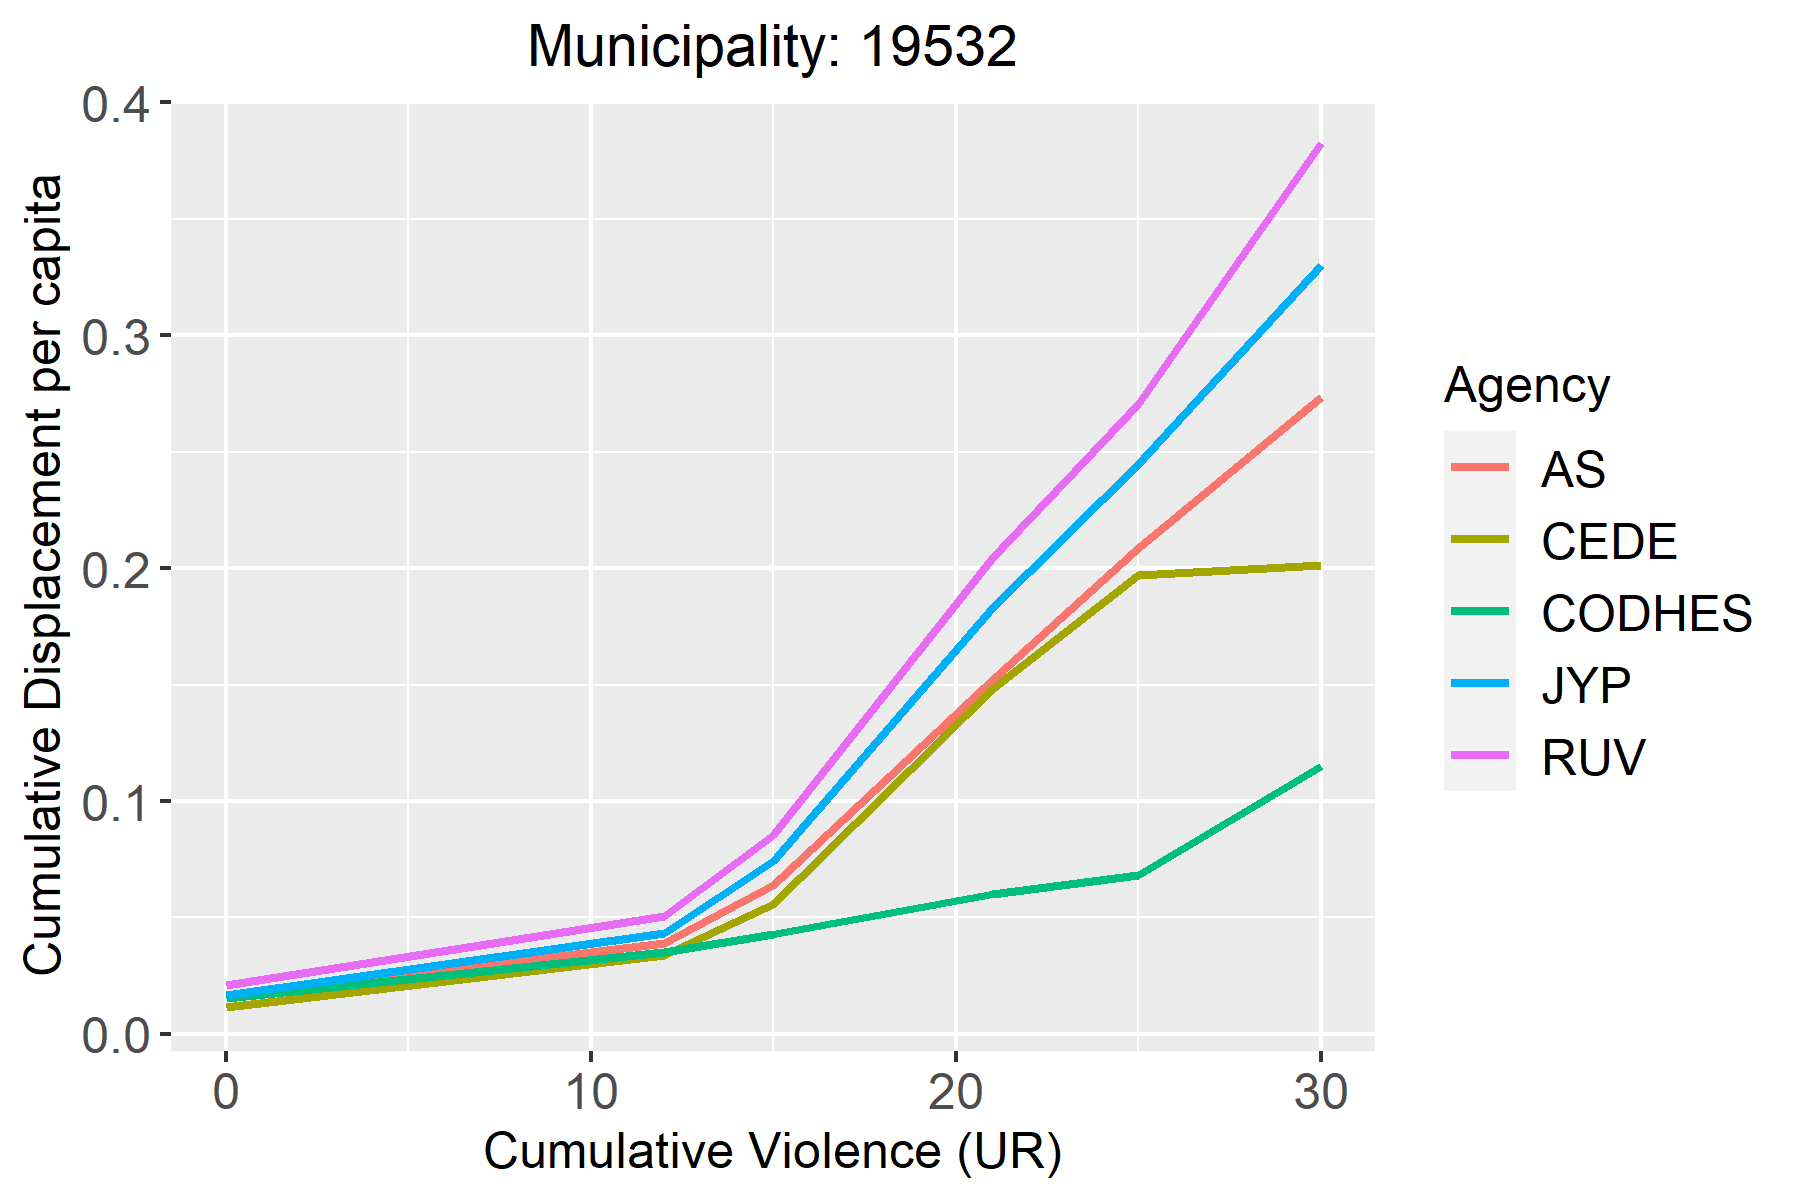 Municipality: 19532
Cumulative Displacement per capita
0.4
0.3
0.2
0.1
0.0
0 10 20 30
Cumulative Violence (UR)
Agency
AS
CEDE
CODHES
JYP
RUV